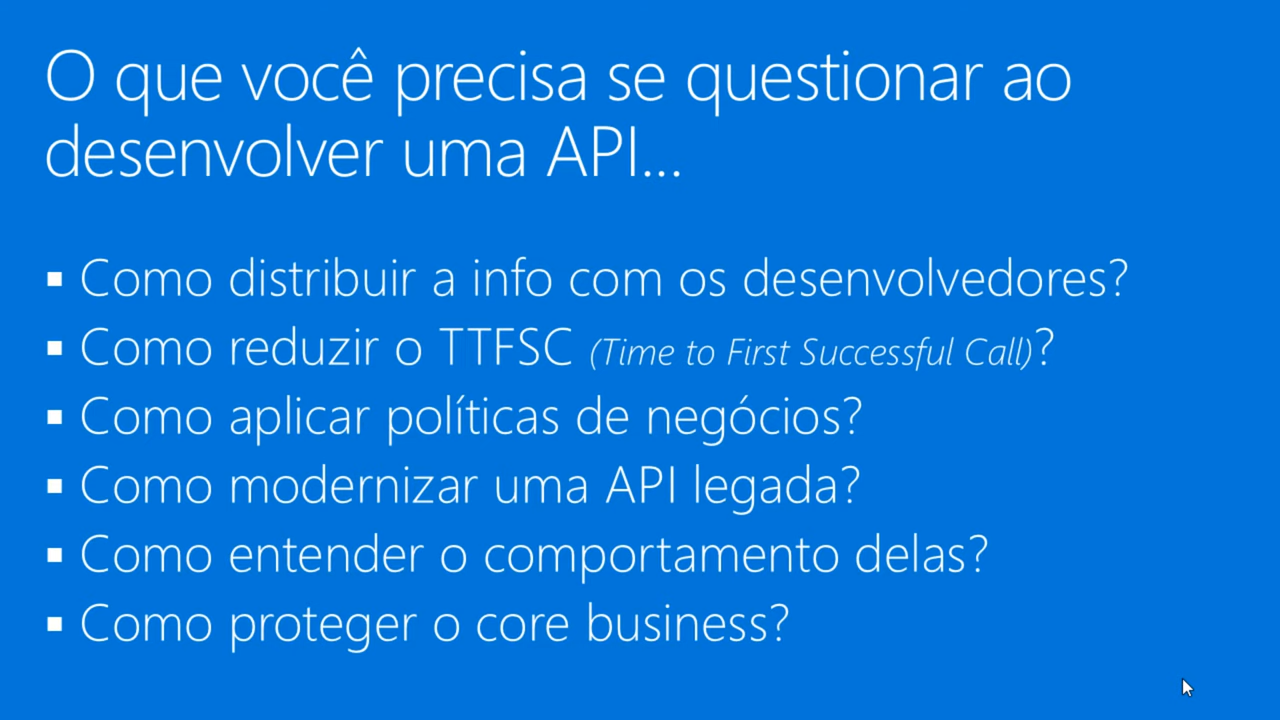 O que você precisa se questionar ao
desenvolver uma API...
▪ Como distribuir a info com os desenvolvedores?
▪ Como reduzir o TTFSC (Time to First Successful Call)?
▪ Como aplicar políticas de negócios?
▪ Como modernizar uma API legada?
▪ Como entender o comportamento delas?
▪ Como proteger o core business?